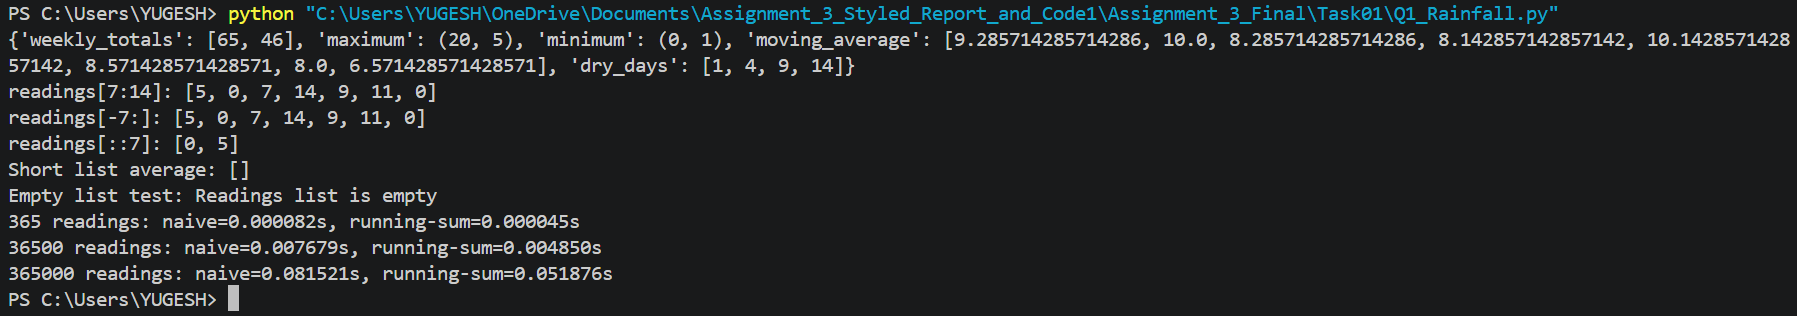 PS C:\Users\YUGESH> python "C:\Users\YUGESH\OneDrive\Documents\Assignment_3_Styled_Report_and_Code1\Assignment_3_Final\Task01\Q1_Rainfall.py"
{'weekly_totals': [65, 46], 'maximum': (20, 5), 'minimum': (0, 1), 'moving_average': [9.285714285714286, 10.0, 8.285714285714286, 8.142857142857142, 10.1428571428
57142, 8.571428571428571, 8.0, 6.571428571428571], 'dry_days': [1, 4, 9, 14]}
readings[7:14]: [5, 0, 7, 14, 9, 11, 0]
readings[-7:]: [5, 0, 7, 14, 9, 11, 0]
readings[::7]: [0, 5]
Short list average: []
Empty list test: Readings list is empty
365 readings: naive=0.000082s, running-sum=0.000045s
36500 readings: naive=0.007679s, running-sum=0.004850s
365000 readings: naive=0.081521s, running-sum=0.051876s
PS C:\Users\YUGESH>